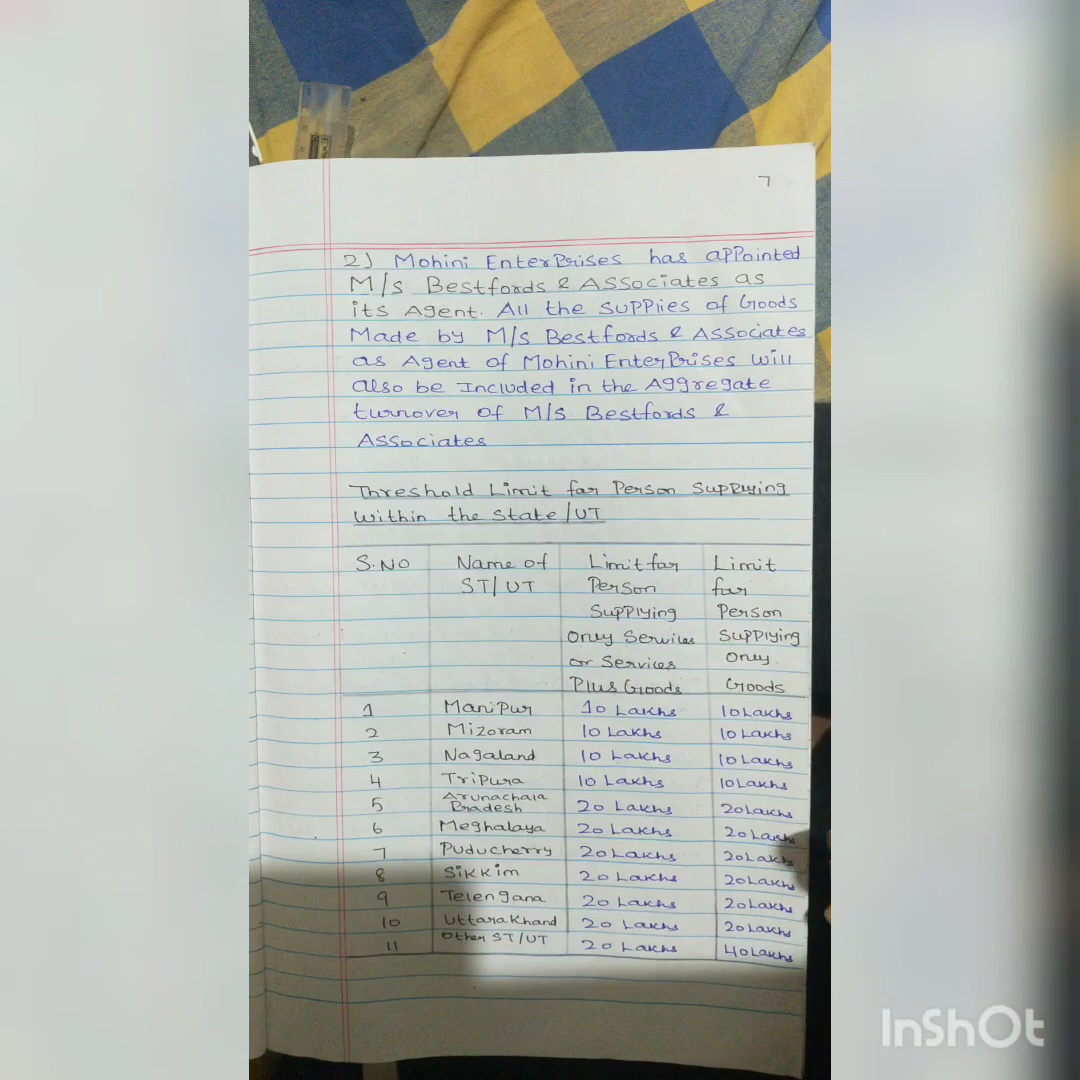 7
2) Mohini Enterprises has appointed
M/s Bestfords & Associates as
its Agent. All the supplies of Goods
Made by M/s Bestfords & Associates
as Agent of Mohini Enterprises will
also be Included in the Aggregate
turnover of M/s Bestfords &
Associates
Threshold Limit for Person Supplying
within the State/UT
S.NO Name of ST/UT Limit for Person Supplying Only Services or Services Plus Goods Limit for Person Supplying Only Goods
1 Manipur 10 Lakhs 10 Lakhs
2 Mizoram 10 Lakhs 10 Lakhs
3 Nagaland 10 Lakhs 10 Lakhs
4 Tripura 10 Lakhs 10 Lakhs
5 Arunachala Pradesh 20 Lakhs 20 Lakhs
6 Meghalaya 20 Lakhs 20 Lakhs
7 Puducherry 20 Lakhs 20 Lakhs
8 Sikkim 20 Lakhs 20 Lakhs
9 Telengana 20 Lakhs 20 Lakhs
10 Uttarakhand 20 Lakhs 20 Lakhs
11 Other ST/UT 20 Lakhs 40 Lakhs
InShOt